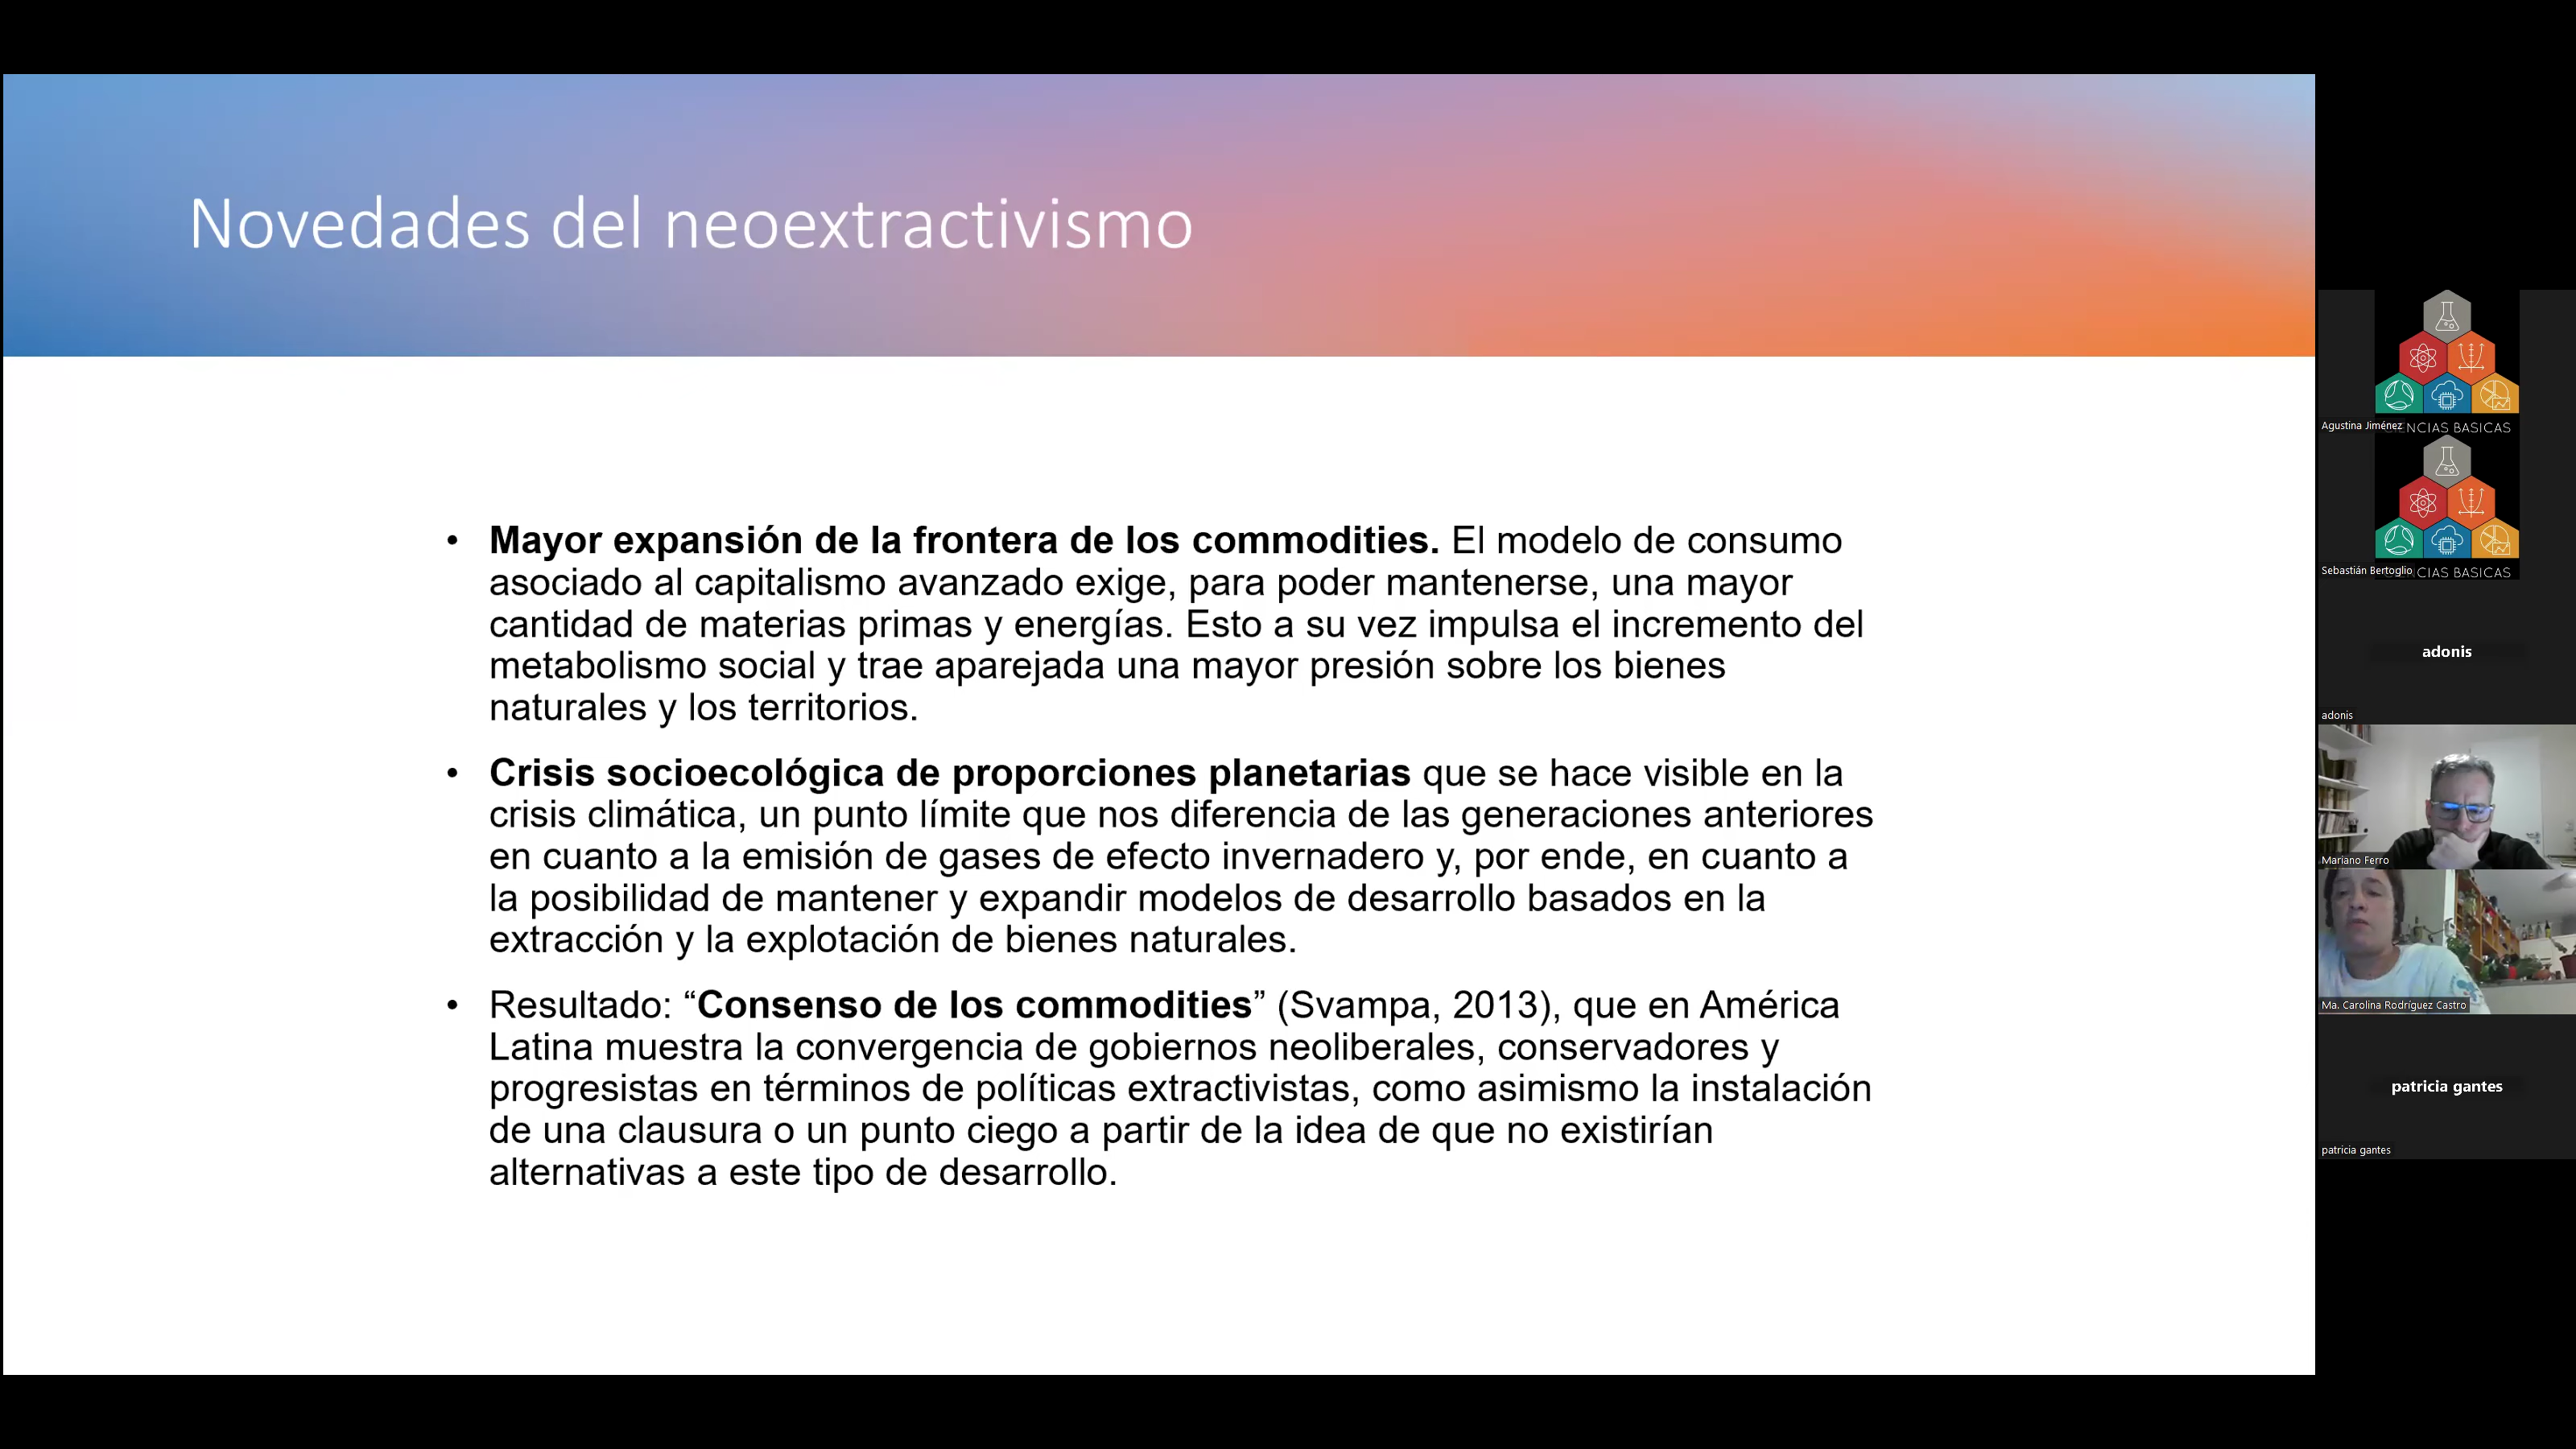 Novedades del neoextractivismo
• Mayor expansión de la frontera de los commodities. El modelo de consumo
asociado al capitalismo avanzado exige, para poder mantenerse, una mayor
cantidad de materias primas y energías. Esto a su vez impulsa el incremento del
metabolismo social y trae aparejada una mayor presión sobre los bienes
naturales y los territorios.
• Crisis socioecológica de proporciones planetarias que se hace visible en la
crisis climática, un punto límite que nos diferencia de las generaciones anteriores
en cuanto a la emisión de gases de efecto invernadero y, por ende, en cuanto a
la posibilidad de mantener y expandir modelos de desarrollo basados en la
extracción y la explotación de bienes naturales.
• Resultado: “Consenso de los commodities” (Svampa, 2013), que en América
Latina muestra la convergencia de gobiernos neoliberales, conservadores y
progresistas en términos de políticas extractivistas, como asimismo la instalación
de una clausura o un punto ciego a partir de la idea de que no existirían
alternativas a este tipo de desarrollo.
Agustina Jiménez
NCIAS BASICAS
Sebastián Bertoglio
CIAS BASICAS
adonis
adonis
Mariano Ferro
Ma. Carolina Rodríguez Castro
patricia gantes
patricia gantes